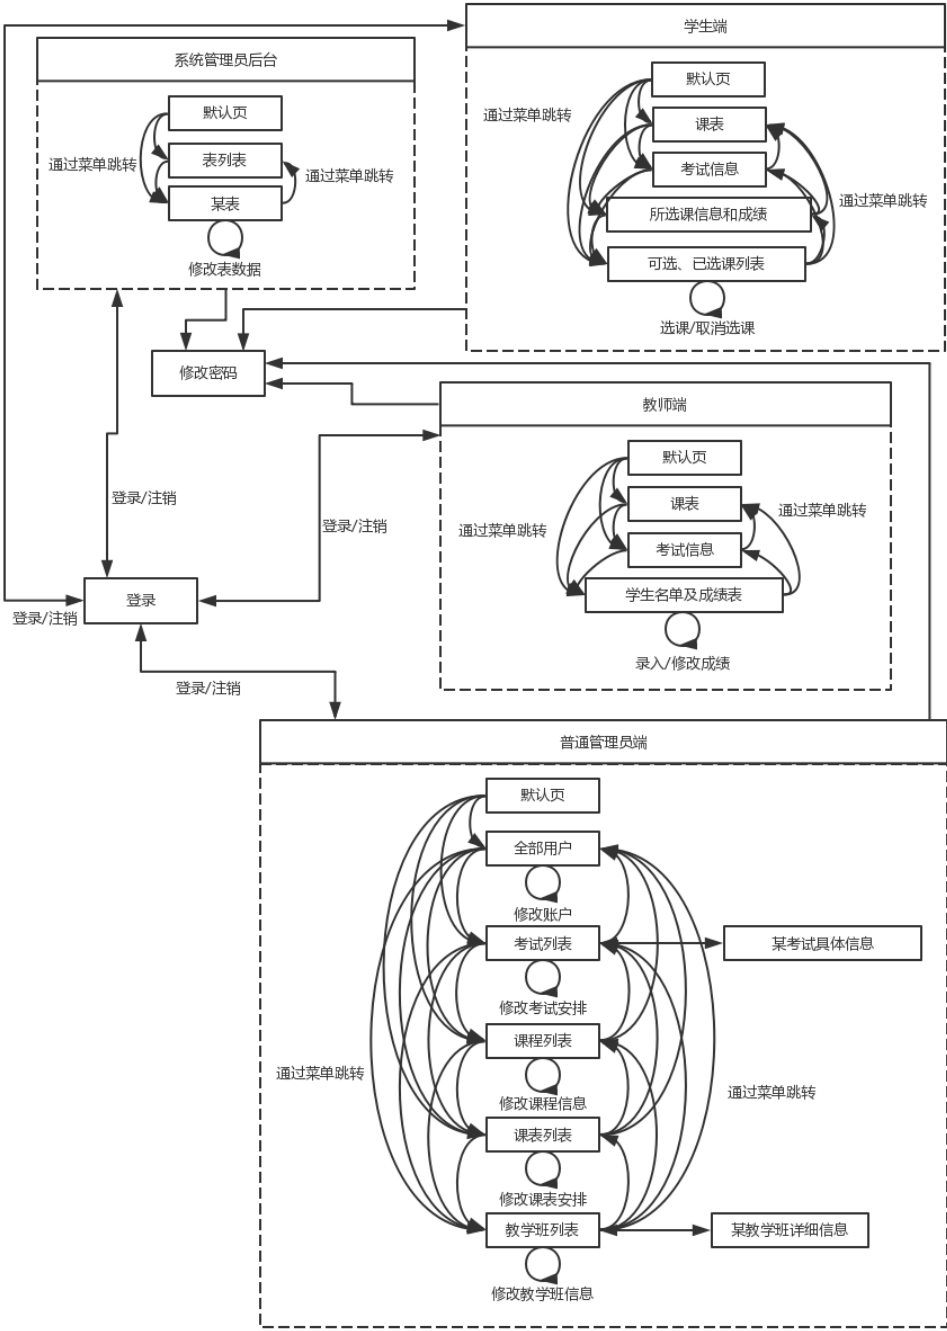 学生端
默认页
通过菜单跳转
课表
考试信息
通过菜单跳转
所选课信息和成绩
可选、已选课列表
选课/取消选课
系统管理员后台
默认页
通过菜单跳转
表列表
通过菜单跳转
某表
修改表数据
修改密码
教师端
默认页
课表
通过菜单跳转
通过菜单跳转
考试信息
学生名单及成绩表
录入/修改成绩
登录/注销
登录/注销
登录
登录/注销
登录/注销
普通管理员端
默认页
全部用户
修改账户
考试列表
某考试具体信息
修改考试安排
课程列表
通过菜单跳转
通过菜单跳转
修改课程信息
课表列表
修改课表安排
教学班列表
某教学班详细信息
修改教学班信息